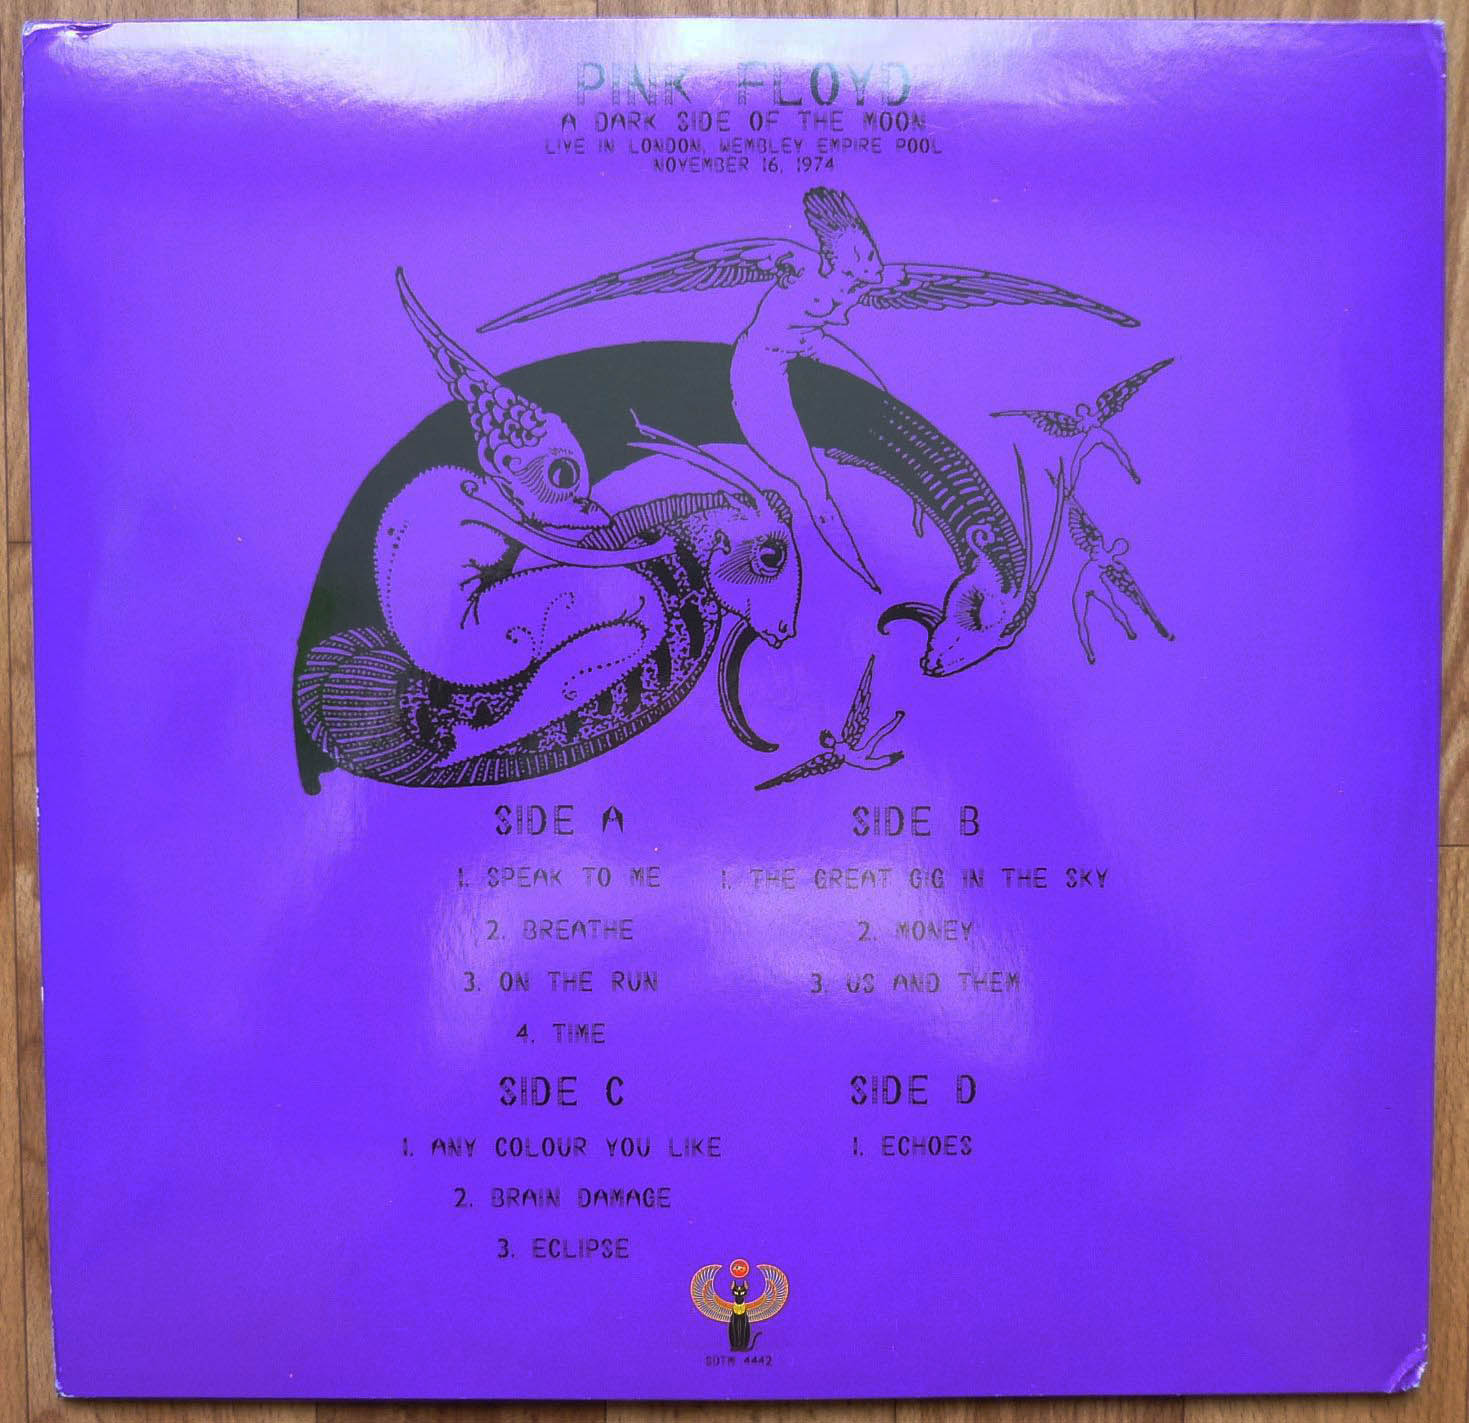 PINK FLOYD
A DARK SIDE OF THE MOON
LIVE IN LONDON, WEMBLEY EMPIRE POOL
NOVEMBER 16, 1974
SIDE A
1. SPEAK TO ME
2. BREATHE
3. ON THE RUN
4. TIME
SIDE B
1. THE GREAT GIG IN THE SKY
2. MONEY
3. US AND THEM
SIDE C
1. ANY COLOUR YOU LIKE
2. BRAIN DAMAGE
3. ECLIPSE
SIDE D
1. ECHOES
SDTM 4442